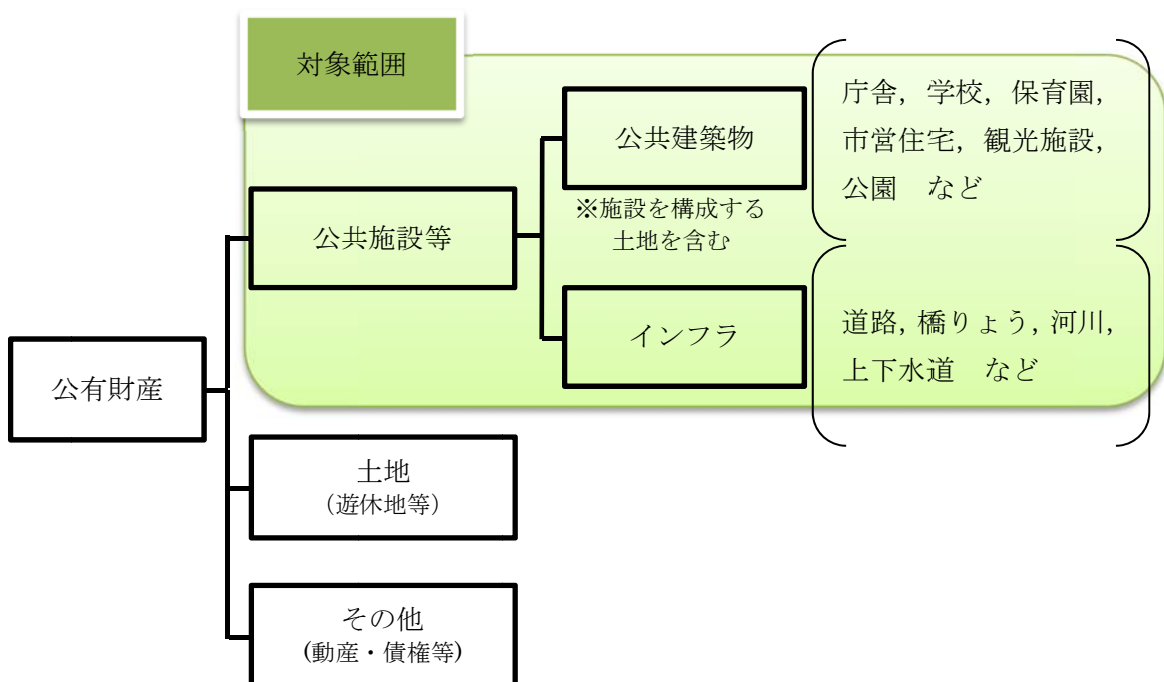 対象範囲
公共建築物
※施設を構成する
土地を含む
庁舎, 学校, 保育園,
市営住宅, 観光施設,
公園 など
公共施設等
インフラ
道路, 橋りょう, 河川,
上下水道 など
公有財産
土地
(遊休地等)
その他
(動産・債権等)